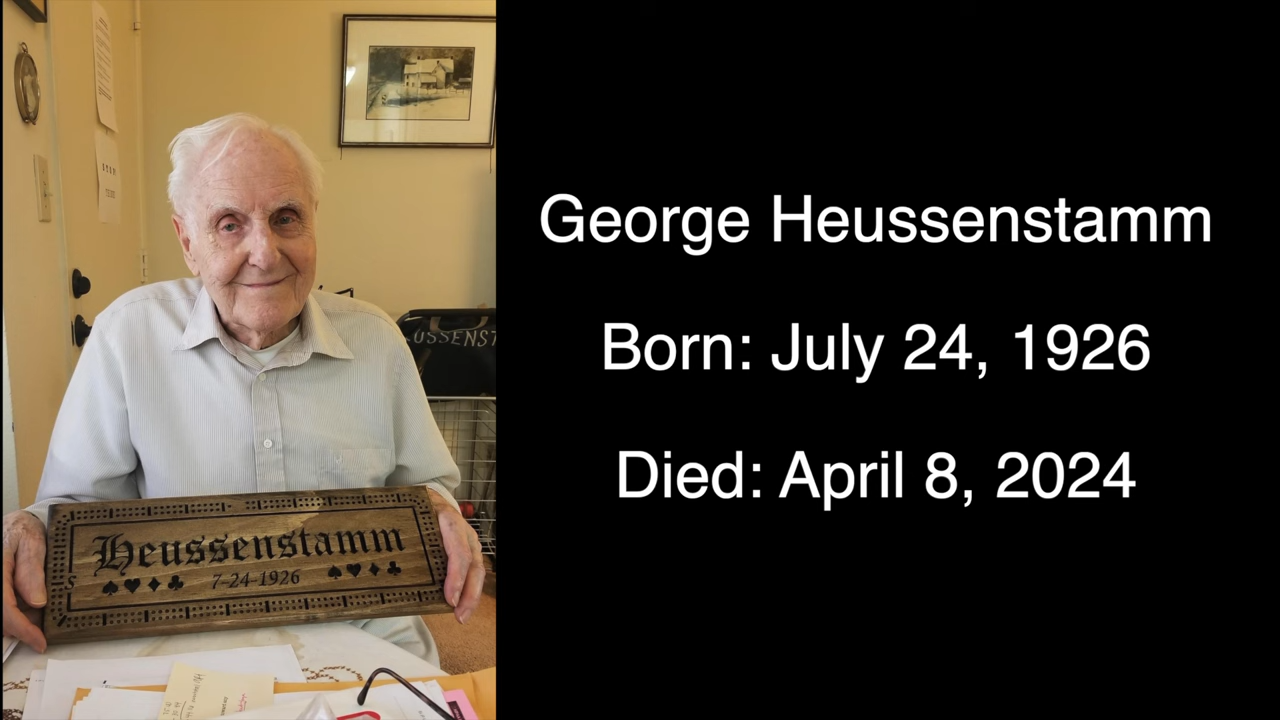 George Heussenstamm
Born: July 24, 1926
Died: April 8, 2024
USSENST
Heussenstamm
7-24-1926